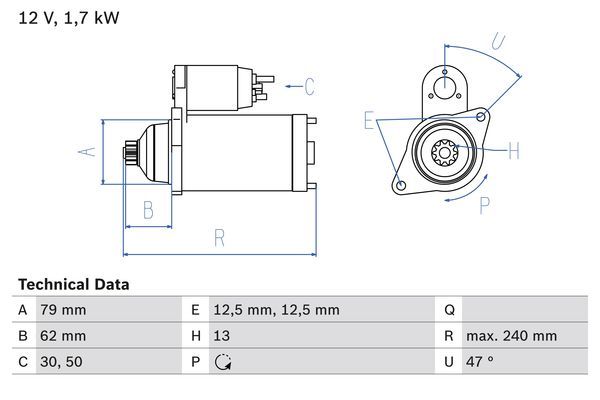 12 V, 1,7 kW
U
C
E
A
H
B
P
R
Technical Data
A 79 mm E 12,5 mm, 12,5 mm Q
B 62 mm H 13 R max. 240 mm
C 30, 50 P U 47 °